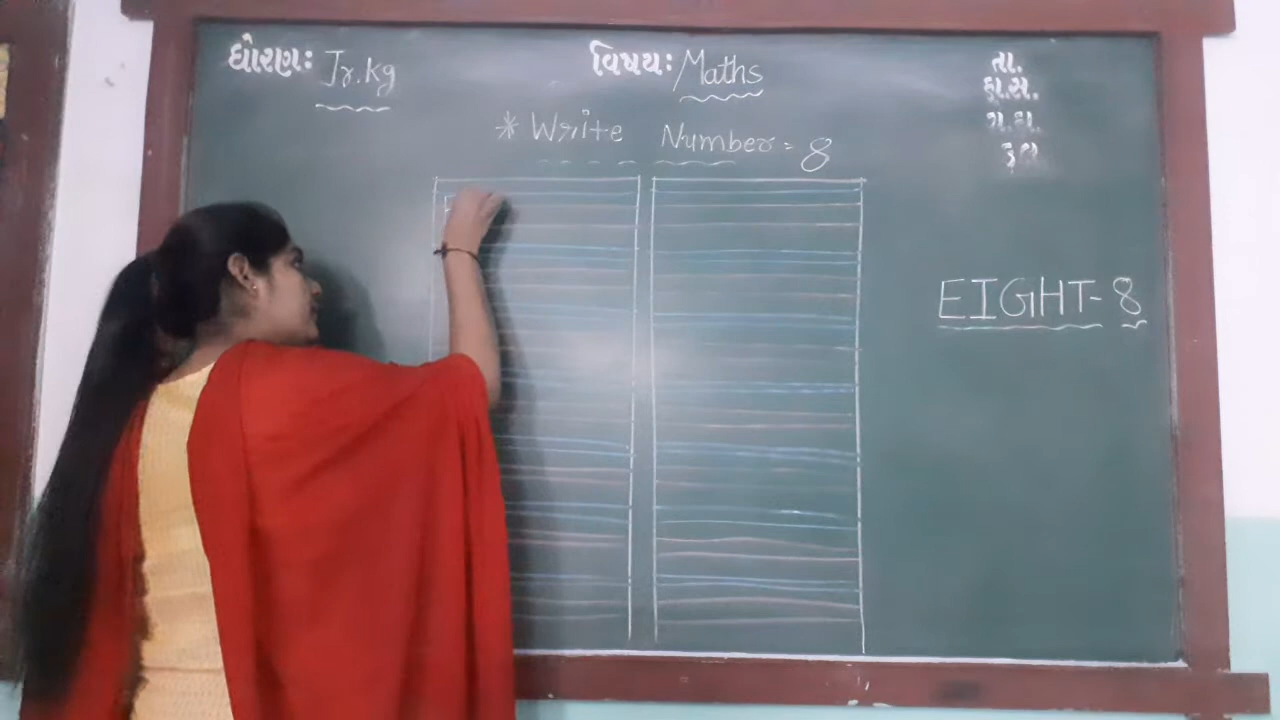 ધોરણ: Jr.kg
વિષય: Maths
તા.
હા.સ.
ગ.હા.
કુલ
* Write Number = 8
EIGHT - 8